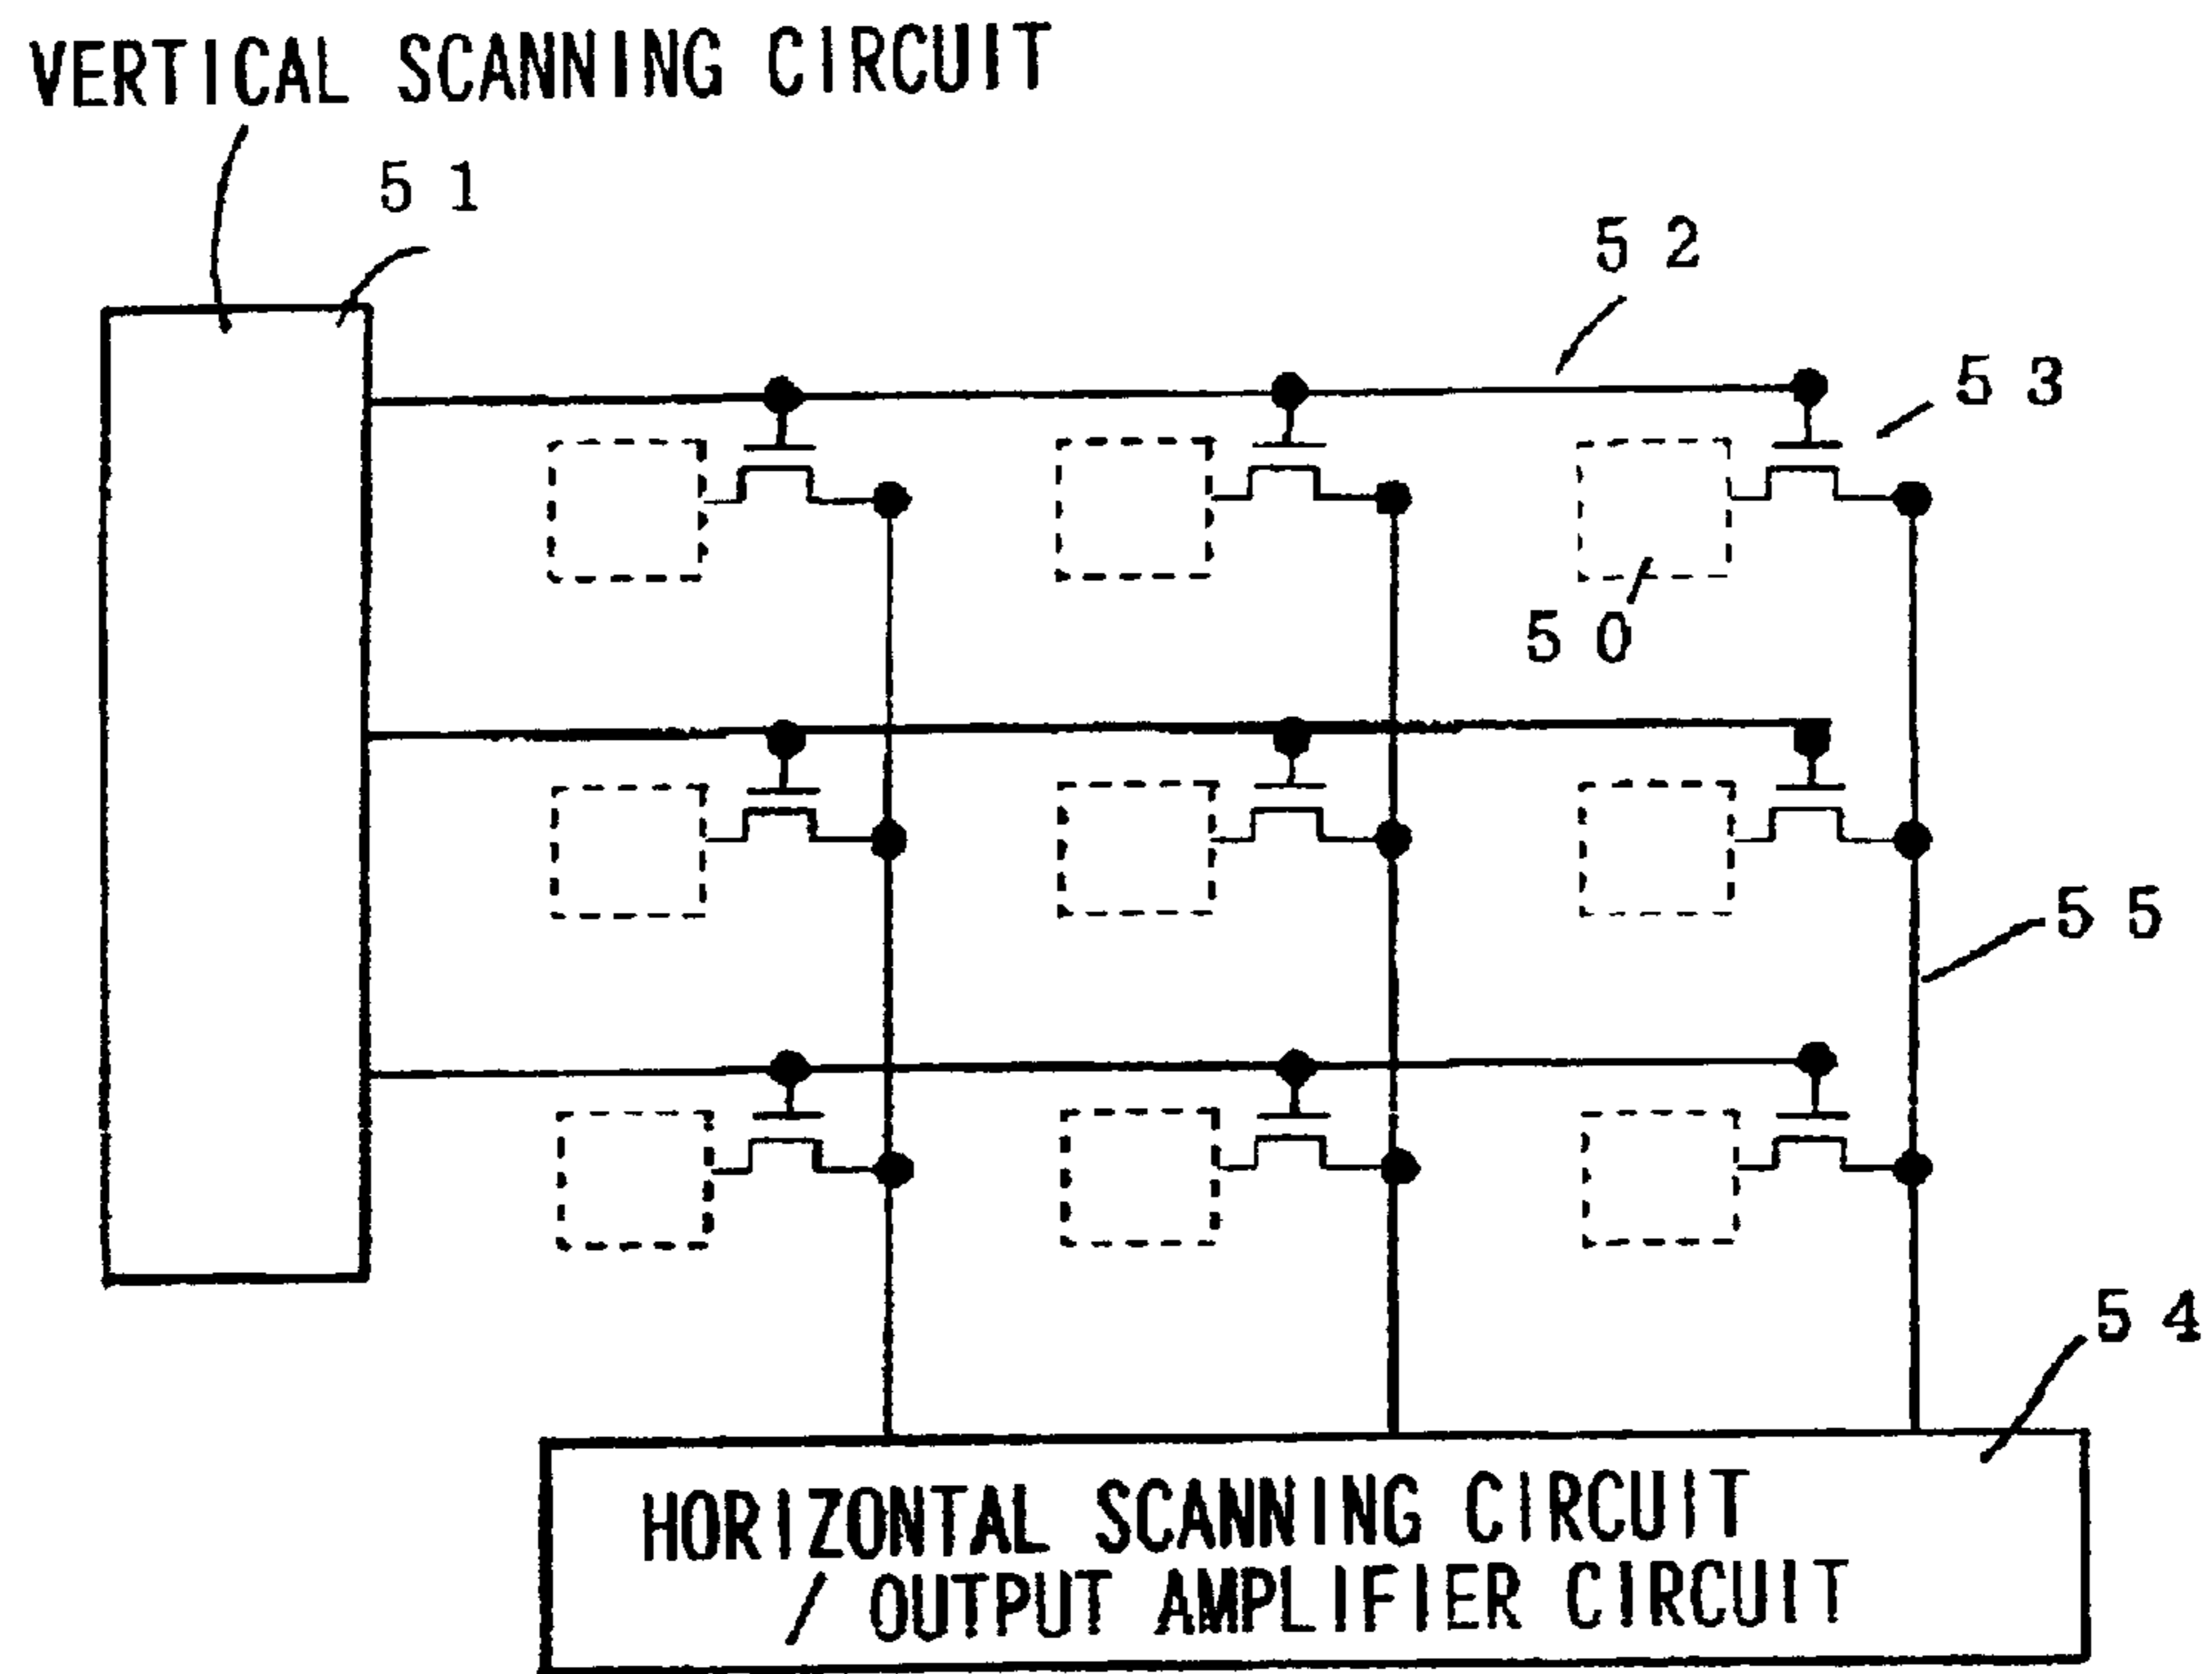 VERTICAL SCANNING CIRCUIT
51
52
53
50
55
54
HORIZONTAL SCANNING CIRCUIT
/ OUTPUT AMPLIFIER CIRCUIT